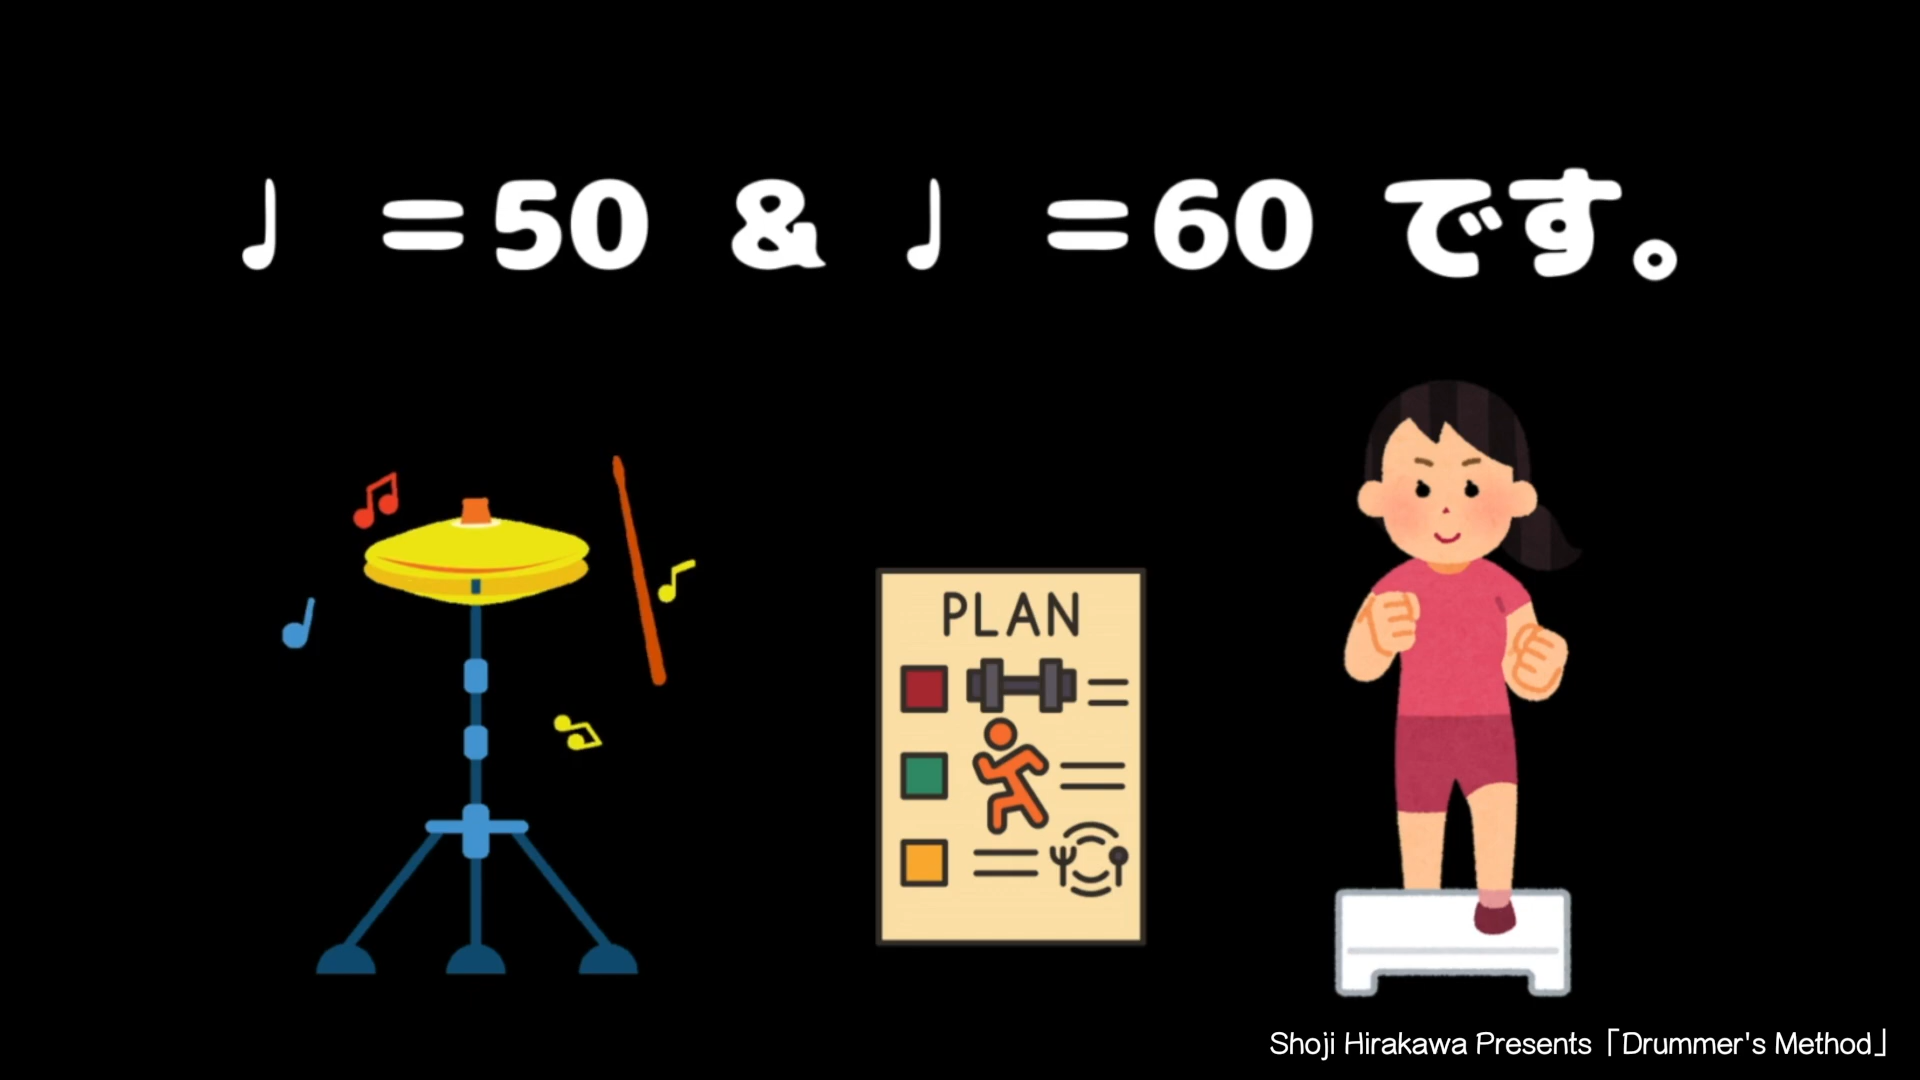 ♩ =50 & ♩ =60 です。
PLAN
Shoji Hirakawa Presents「Drummer's Method」